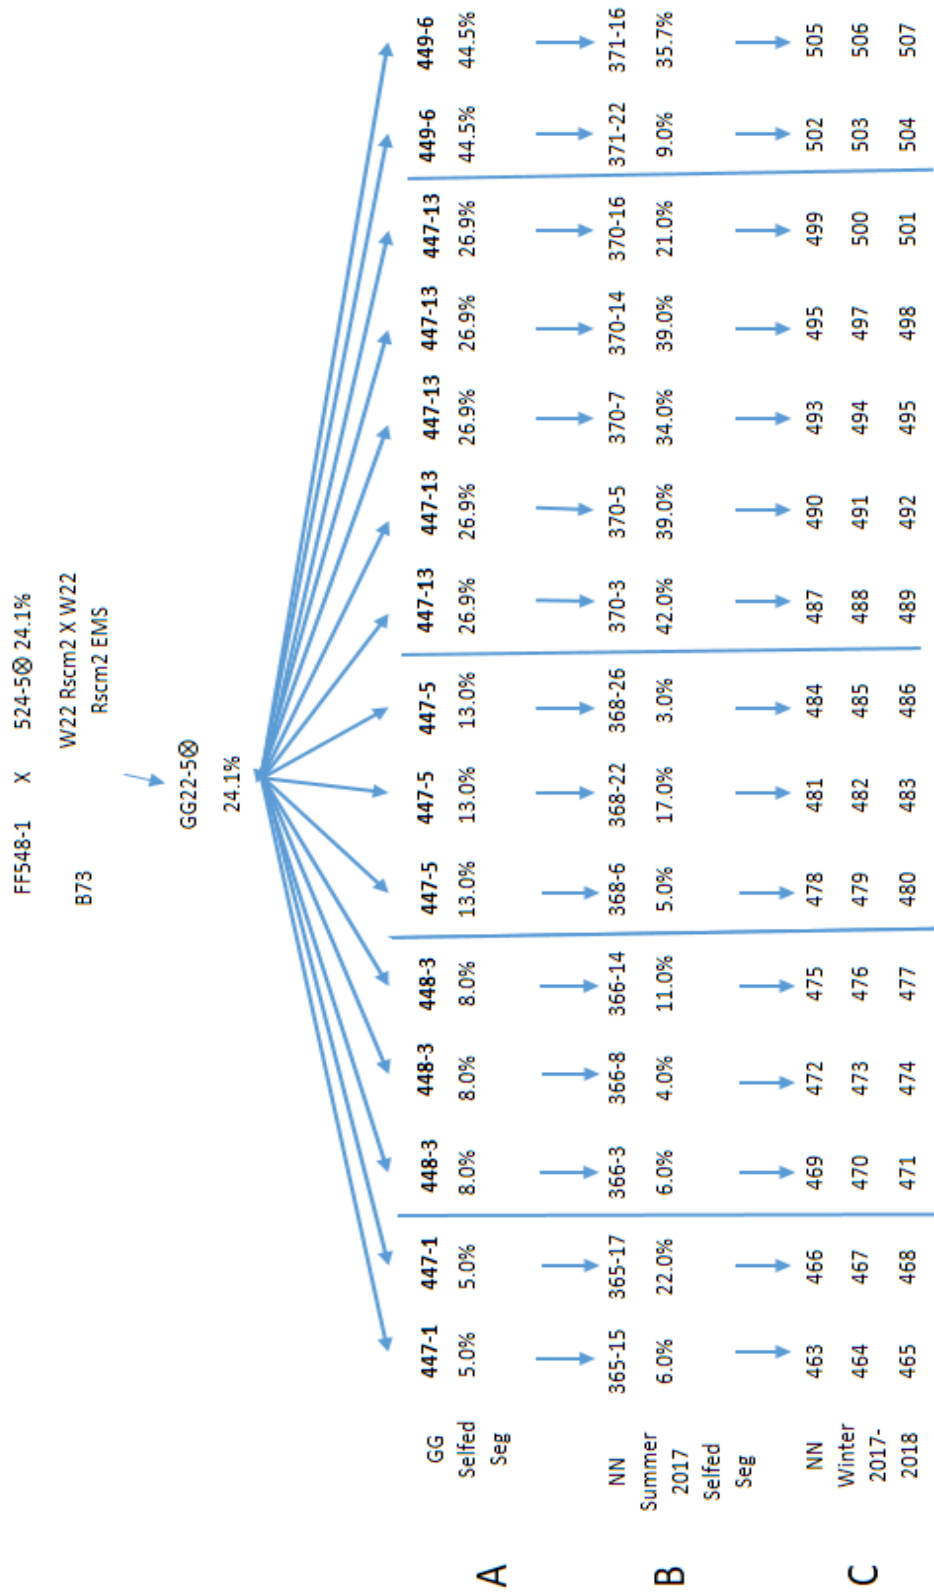 FF548-1 X 524-5⊗ 24.1%
B73 W22 Rscm2 X W22
Rscm2 EMS
GG22-5⊗
24.1%
A
GG 447-1 447-1 448-3 448-3 448-3 447-5 447-5 447-5 447-13 447-13 447-13 447-13 447-13 449-6 449-6
Selfed 5.0% 5.0% 8.0% 8.0% 8.0% 13.0% 13.0% 13.0% 26.9% 26.9% 26.9% 26.9% 26.9% 44.5% 44.5%
Seg
B
NN 365-15 365-17 366-3 366-8 366-14 368-6 368-22 368-26 370-3 370-5 370-7 370-14 370-16 371-22 371-16
Summer 6.0% 22.0% 6.0% 4.0% 11.0% 5.0% 17.0% 3.0% 42.0% 39.0% 34.0% 39.0% 21.0% 9.0% 35.7%
2017
Selfed
Seg
C
NN 463 466 469 472 475 478 481 484 487 490 493 495 499 502 505
Winter 464 467 470 473 476 479 482 485 488 491 494 497 500 503 506
2017-
2018 465 468 471 474 477 480 483 486 489 492 495 498 501 504 507